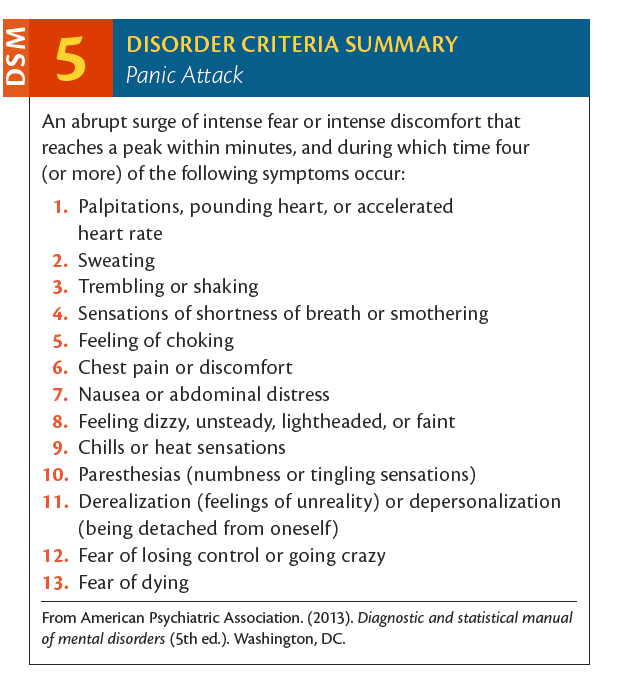 DSM
5
DISORDER CRITERIA SUMMARY
Panic Attack
An abrupt surge of intense fear or intense discomfort that
reaches a peak within minutes, and during which time four
(or more) of the following symptoms occur:
1. Palpitations, pounding heart, or accelerated
heart rate
2. Sweating
3. Trembling or shaking
4. Sensations of shortness of breath or smothering
5. Feeling of choking
6. Chest pain or discomfort
7. Nausea or abdominal distress
8. Feeling dizzy, unsteady, lightheaded, or faint
9. Chills or heat sensations
10. Paresthesias (numbness or tingling sensations)
11. Derealization (feelings of unreality) or depersonalization
(being detached from oneself)
12. Fear of losing control or going crazy
13. Fear of dying
From American Psychiatric Association. (2013). Diagnostic and statistical manual
of mental disorders (5th ed.). Washington, DC.